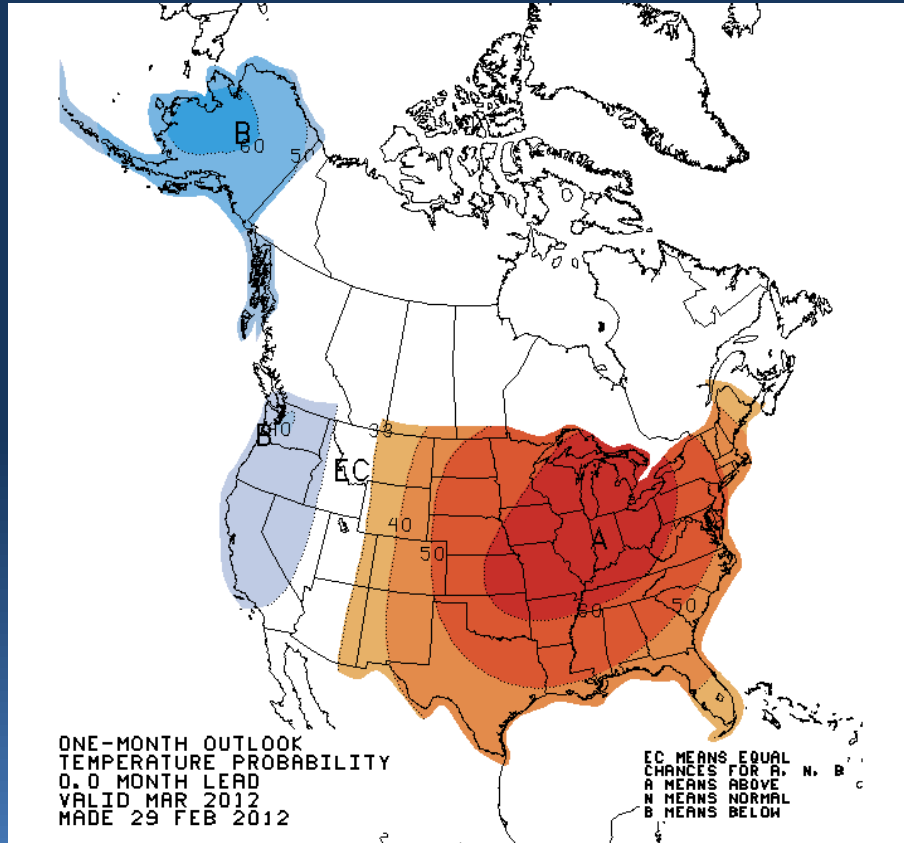 B
60
50
B
40
33
EC
40
50
A
60
50
ONE-MONTH OUTLOOK
TEMPERATURE PROBABILITY
0.0 MONTH LEAD
VALID MAR 2012
MADE 29 FEB 2012
EC MEANS EQUAL
CHANCES FOR A, N, B
A MEANS ABOVE
N MEANS NORMAL
B MEANS BELOW